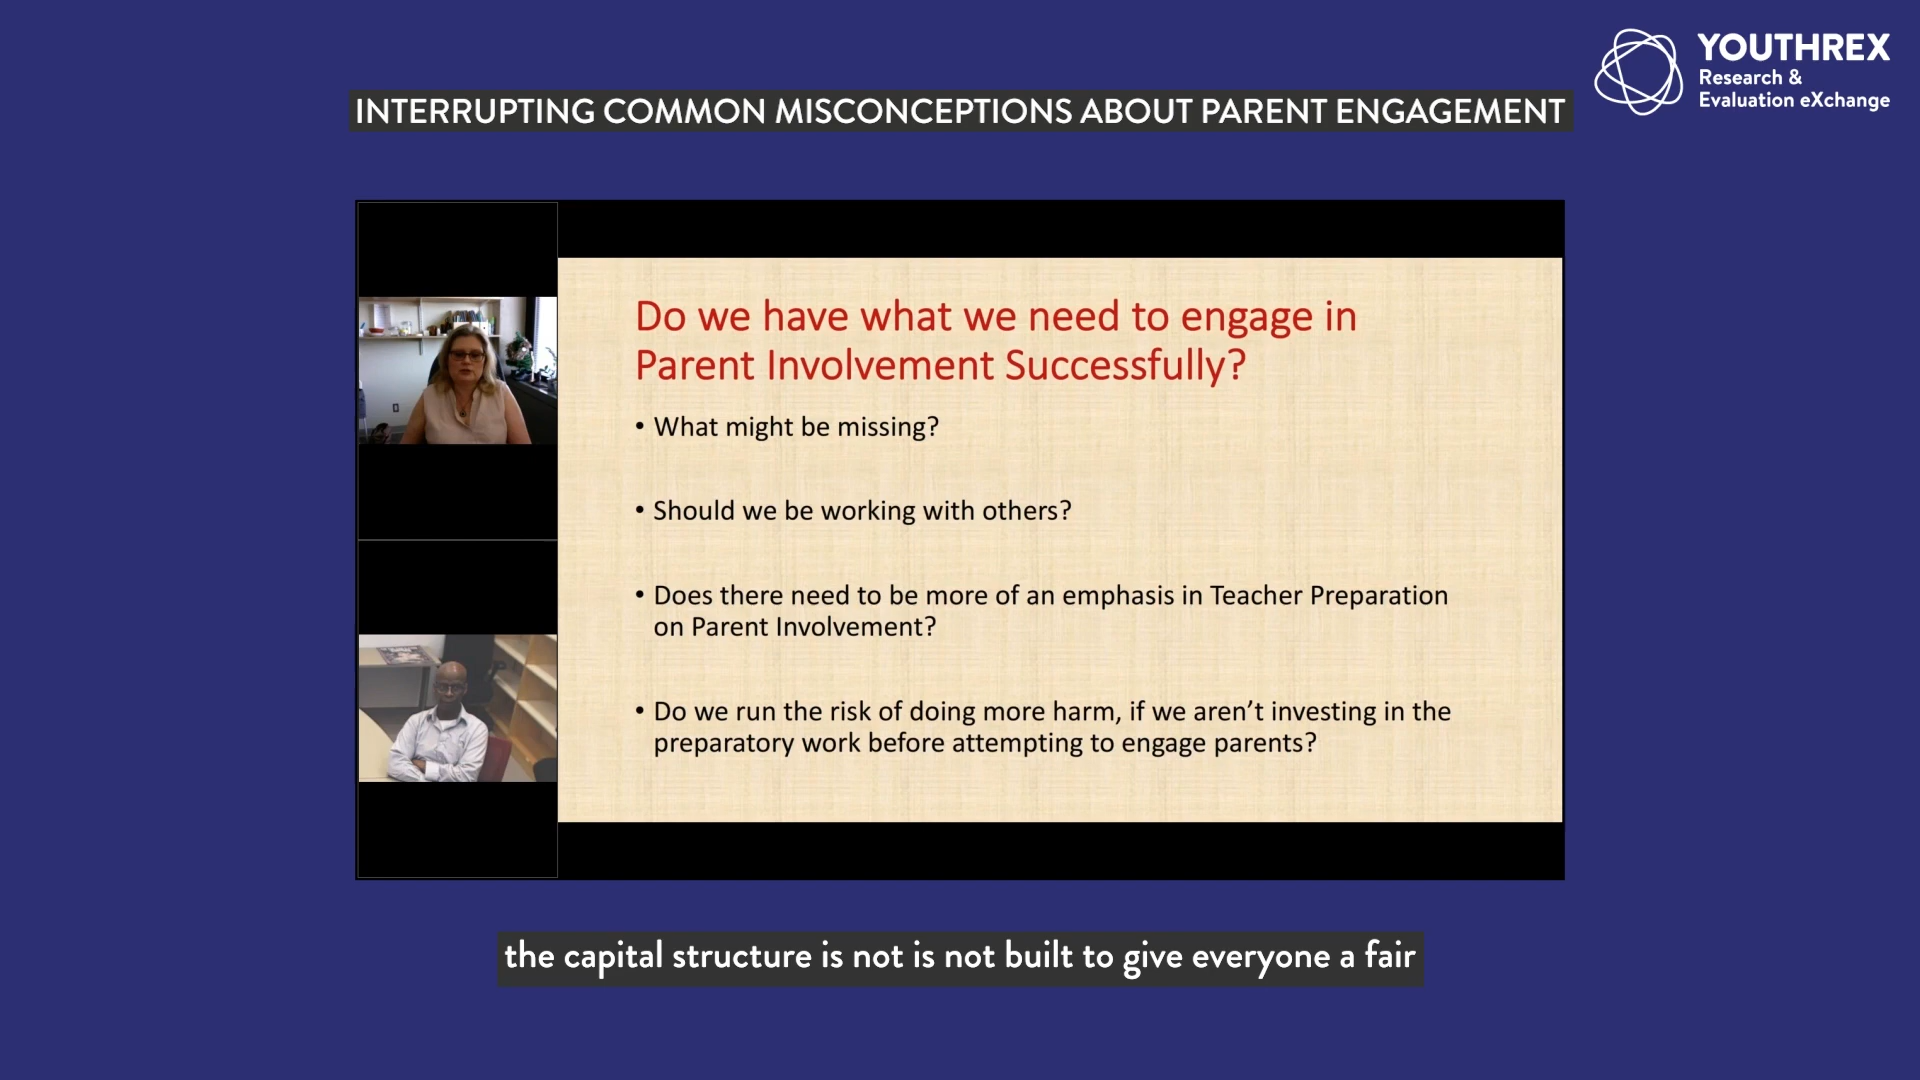 YOUTHREX
Research &
Evaluation eXchange
INTERRUPTING COMMON MISCONCEPTIONS ABOUT PARENT ENGAGEMENT
Do we have what we need to engage in
Parent Involvement Successfully?
• What might be missing?
• Should we be working with others?
• Does there need to be more of an emphasis in Teacher Preparation
on Parent Involvement?
• Do we run the risk of doing more harm, if we aren't investing in the
preparatory work before attempting to engage parents?
the capital structure is not is not built to give everyone a fair